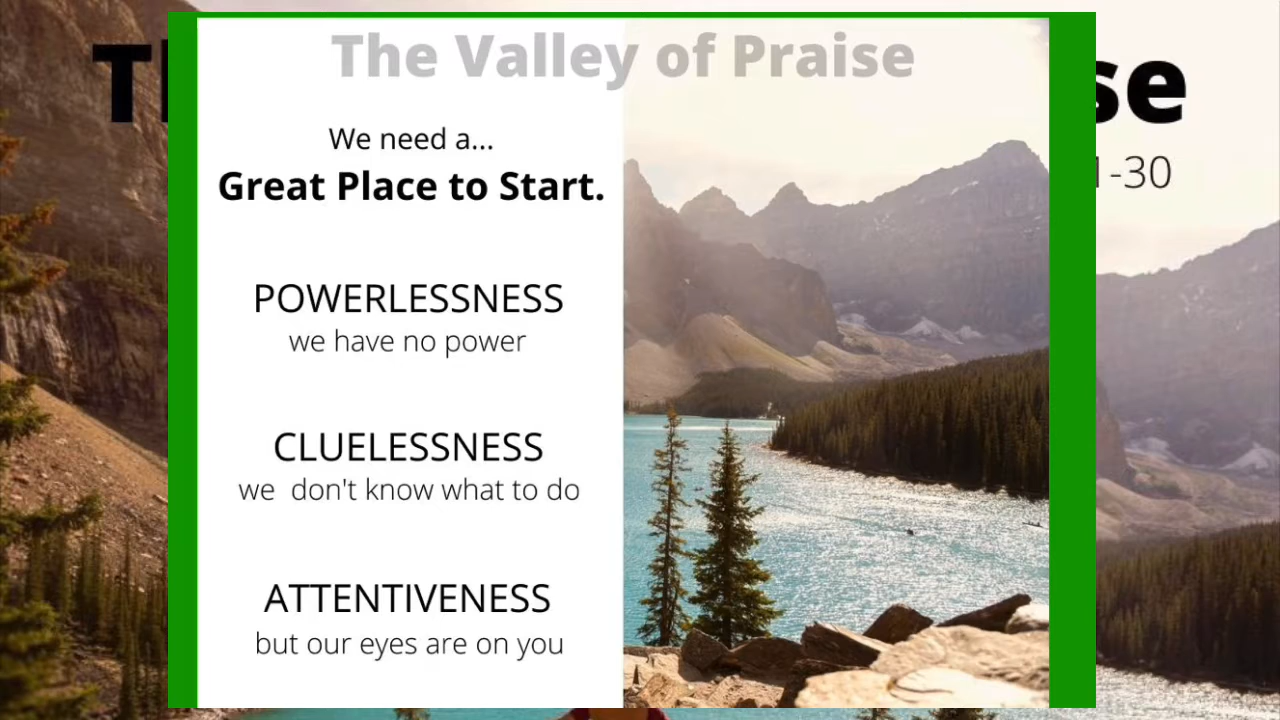 The Valley of Praise
We need a...
Great Place to Start.
POWERLESSNESS
we have no power
CLUELESSNESS
we don't know what to do
ATTENTIVENESS
but our eyes are on you
se
-30